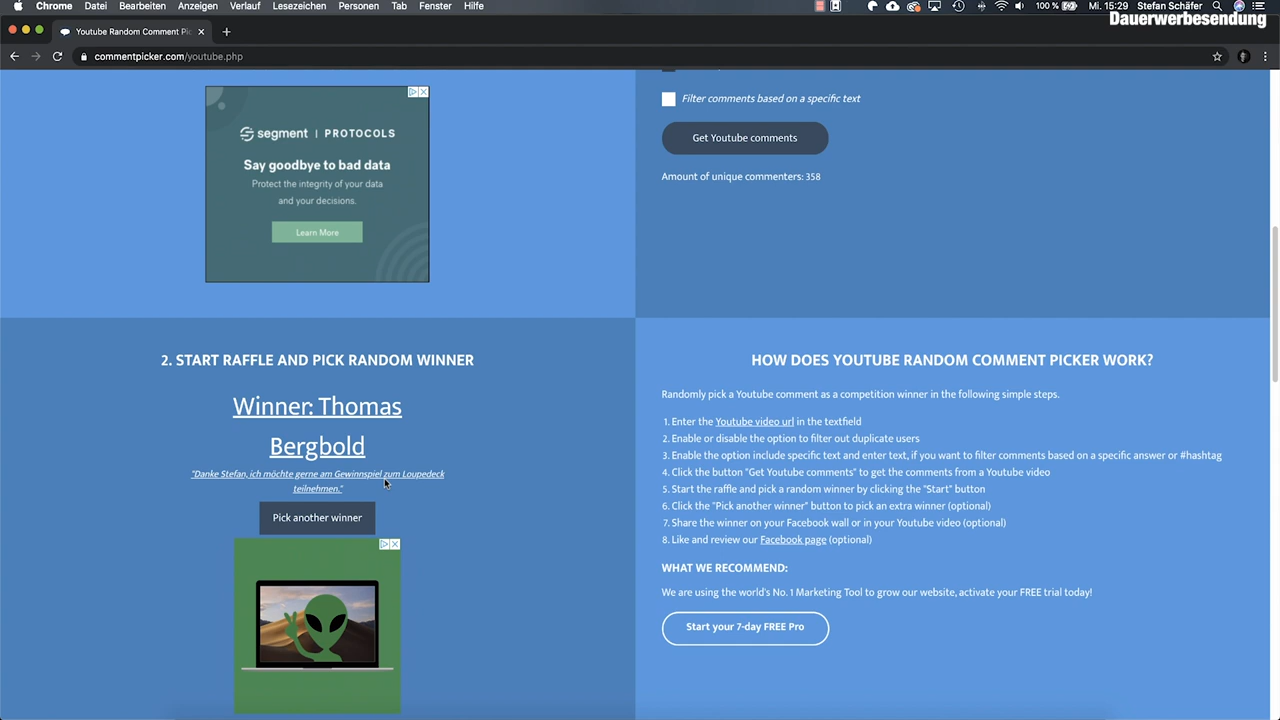 Chrome Datei Bearbeiten Anzeigen Verlauf Lesezeichen Personen Tab Fenster Hilfe
100 % Mi. 15:29 Stefan Schäfer
Dauerwerbesendung
Youtube Random Comment Pic
commentpicker.com/youtube.php
segment | PROTOCOLS
Say goodbye to bad data
Protect the integrity of your data
and your decisions.
Learn More
Filter comments based on a specific text
Get Youtube comments
Amount of unique commenters: 358
2. START RAFFLE AND PICK RANDOM WINNER
Winner: Thomas
Bergbold
"Danke Stefan, ich möchte gerne am Gewinnspiel zum Loupedeck
teilnehmen."
Pick another winner
HOW DOES YOUTUBE RANDOM COMMENT PICKER WORK?
Randomly pick a Youtube comment as a competition winner in the following simple steps.
1. Enter the Youtube video url in the textfield
2. Enable or disable the option to filter out duplicate users
3. Enable the option include specific text and enter text, if you want to filter comments based on a specific answer or #hashtag
4. Click the button "Get Youtube comments" to get the comments from a Youtube video
5. Start the raffle and pick a random winner by clicking the "Start" button
6. Click the "Pick another winner" button to pick an extra winner (optional)
7. Share the winner on your Facebook wall or in your Youtube video (optional)
8. Like and review our Facebook page (optional)
WHAT WE RECOMMEND:
We are using the world's No. 1 Marketing Tool to grow our website, activate your FREE trial today!
Start your 7-day FREE Pro